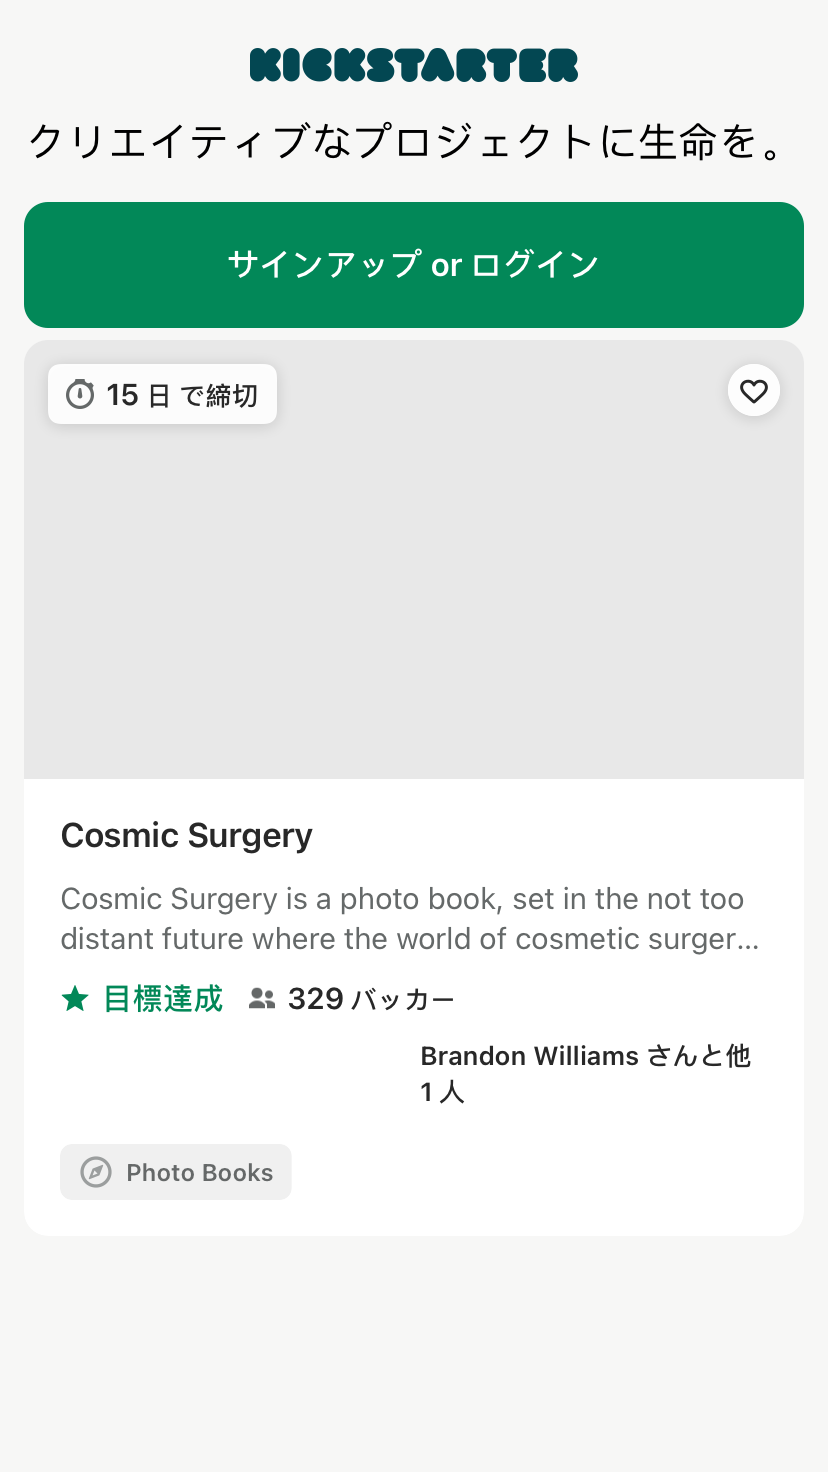 KICKSTARTER
クリエイティブなプロジェクトに生命を。
サインアップ or ログイン
15 日 で締切
Cosmic Surgery
Cosmic Surgery is a photo book, set in the not too
distant future where the world of cosmetic surger...
目標達成 329 バッカー
Brandon Williams さんと他
1 人
Photo Books